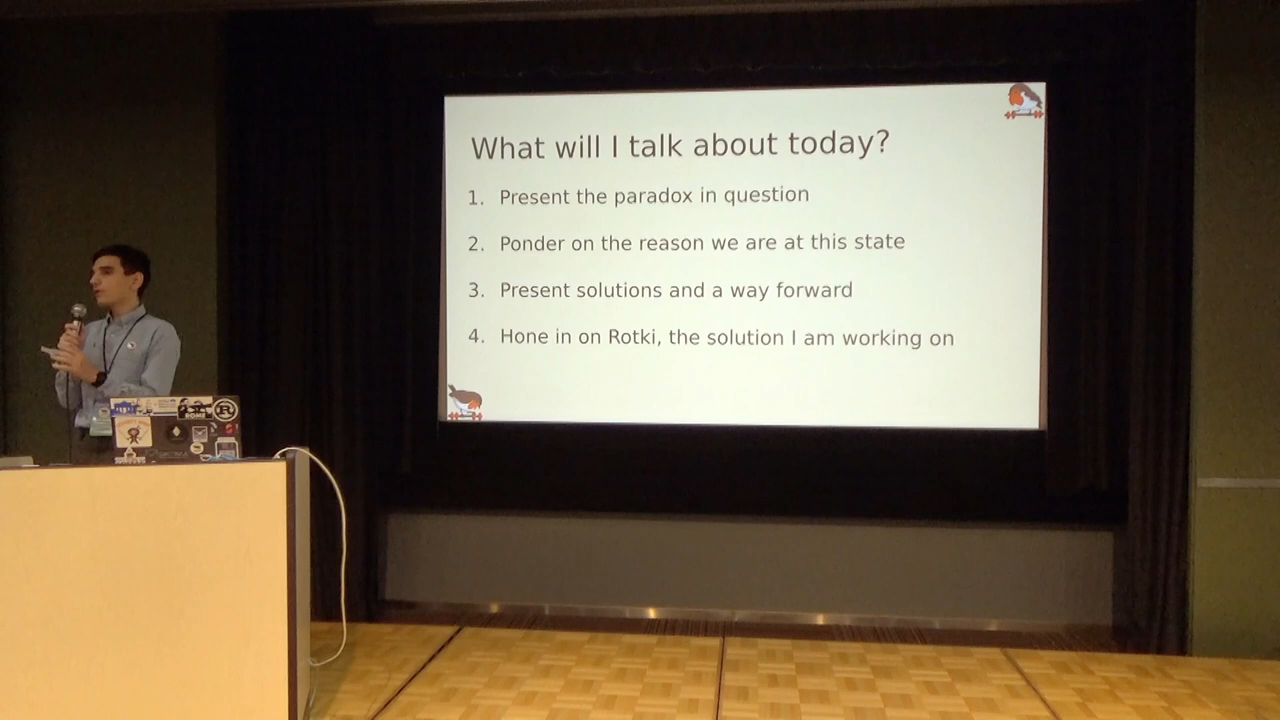 What will I talk about today?
1. Present the paradox in question
2. Ponder on the reason we are at this state
3. Present solutions and a way forward
4. Hone in on Rotki, the solution I am working on